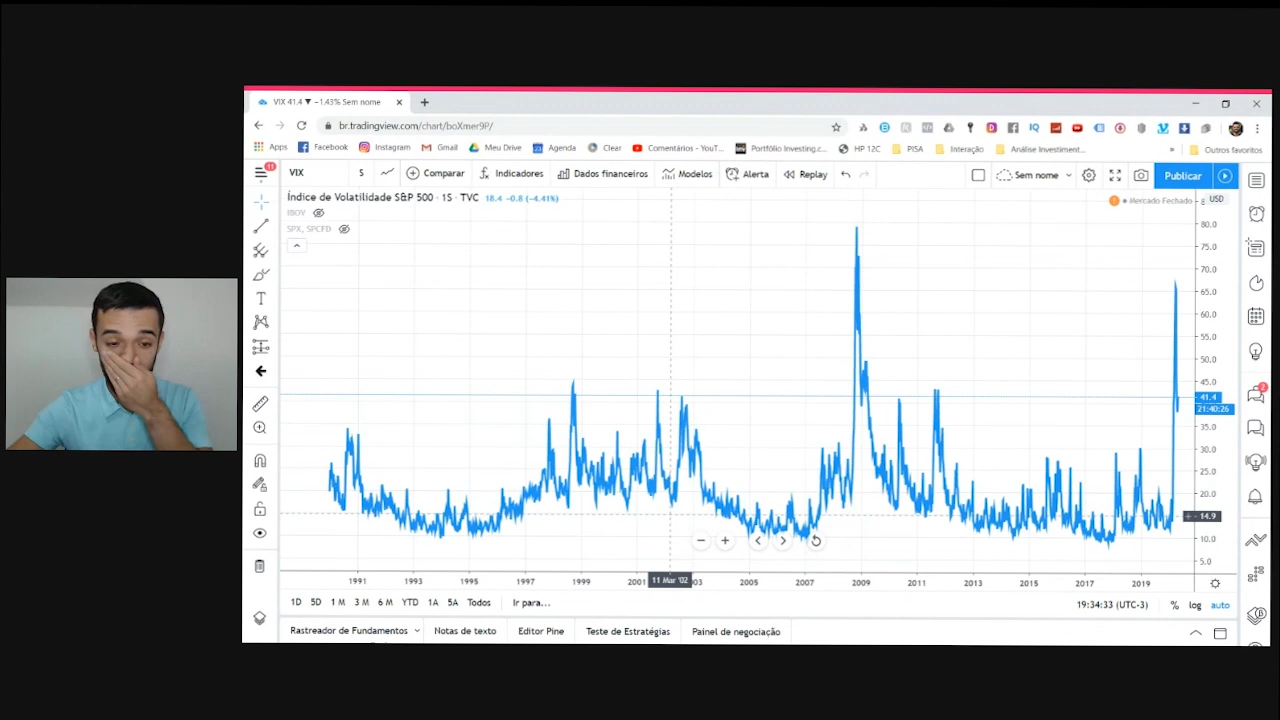 VIX 41.4 ▼ −1.43% Sem nome
br.tradingview.com/chart/boXmer9P/
Apps Facebook Instagram Gmail Meu Drive Agenda Clear Comentários - YouT... Portfólio Investing.c... HP 12C PISA Interação Análise Investiment... » Outros favoritos
11 VIX S Comparar Indicadores Dados financeiros Modelos Alerta Replay Sem nome Publicar
Índice de Volatilidade S&P 500 · 1S · TVC 18.4 −0.8 (−4.41%)
Mercado Fechado
USD
IBOV
SPX, SPCFD
80.0
75.0
70.0
65.0
60.0
55.0
50.0
45.0
41.4
21:40:26
35.0
30.0
25.0
20.0
14.9
10.0
5.0
2
1991 1993 1995 1997 1999 2001 11 Mar '02 2005 2007 2009 2011 2013 2015 2017 2019
1D 5D 1 M 3 M 6 M YTD 1A 5A Todos Ir para... 19:34:33 (UTC-3) % log auto
Rastreador de Fundamentos Notas de texto Editor Pine Teste de Estratégias Painel de negociação